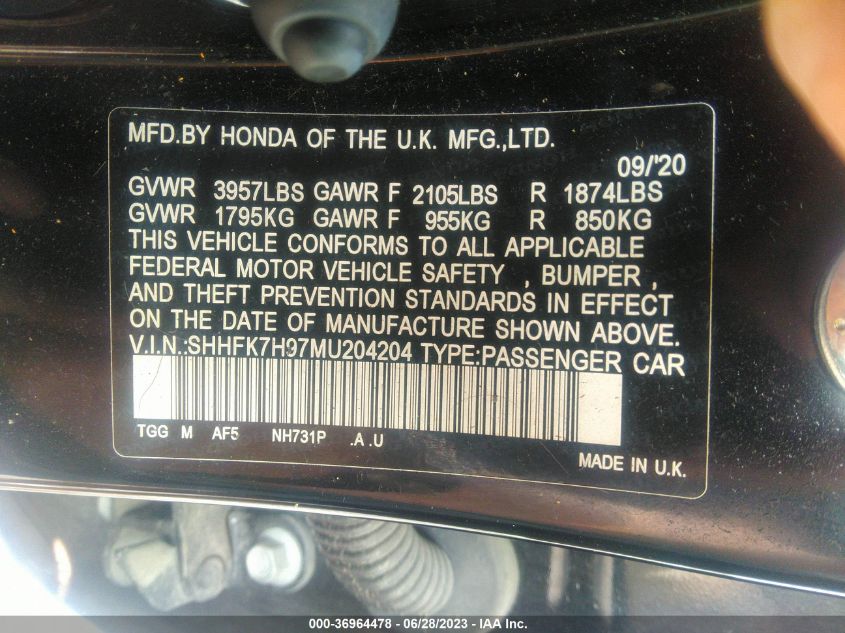 MFD.BY HONDA OF THE U.K. MFG.,LTD.
09/'20
GVWR 3957LBS GAWR F 2105LBS R 1874LBS
GVWR 1795KG GAWR F 955KG R 850KG
THIS VEHICLE CONFORMS TO ALL APPLICABLE
FEDERAL MOTOR VEHICLE SAFETY , BUMPER ,
AND THEFT PREVENTION STANDARDS IN EFFECT
ON THE DATE OF MANUFACTURE SHOWN ABOVE.
V.I.N.:SHHFK7H97MU204204 TYPE:PASSENGER CAR
TGG M AF5 NH731P .A .U
MADE IN U.K.
000-36964478 - 06/28/2023 - IAA Inc.